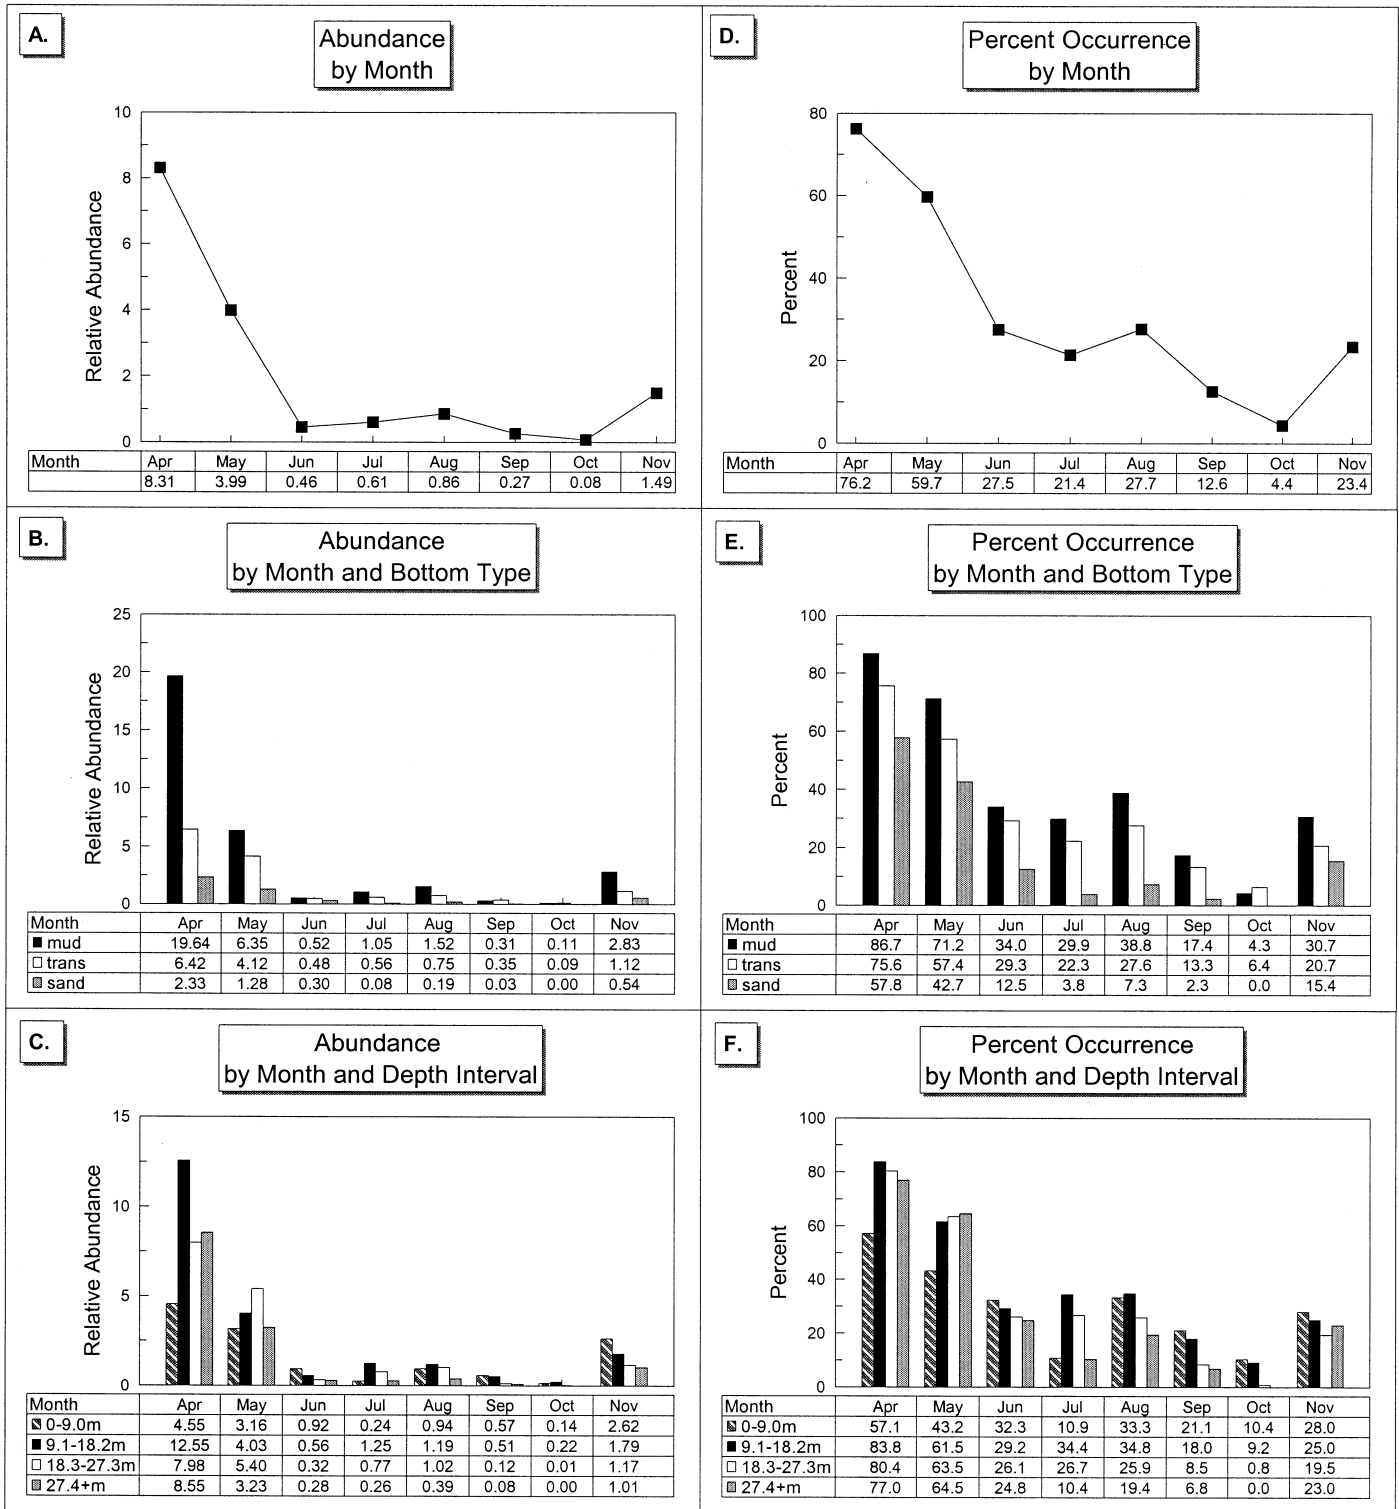 A.
Abundance
by Month
10
8
6
4
2
0
Relative Abundance
Month Apr May Jun Jul Aug Sep Oct Nov
8.31 3.99 0.46 0.61 0.86 0.27 0.08 1.49
D.
Percent Occurrence
by Month
80
60
40
20
0
Percent
Month Apr May Jun Jul Aug Sep Oct Nov
76.2 59.7 27.5 21.4 27.7 12.6 4.4 23.4
B.
Abundance
by Month and Bottom Type
25
20
15
10
5
0
Relative Abundance
Month Apr May Jun Jul Aug Sep Oct Nov
mud 19.64 6.35 0.52 1.05 1.52 0.31 0.11 2.83
trans 6.42 4.12 0.48 0.56 0.75 0.35 0.09 1.12
sand 2.33 1.28 0.30 0.08 0.19 0.03 0.00 0.54
E.
Percent Occurrence
by Month and Bottom Type
100
80
60
40
20
0
Percent
Month Apr May Jun Jul Aug Sep Oct Nov
mud 86.7 71.2 34.0 29.9 38.8 17.4 4.3 30.7
trans 75.6 57.4 29.3 22.3 27.6 13.3 6.4 20.7
sand 57.8 42.7 12.5 3.8 7.3 2.3 0.0 15.4
C.
Abundance
by Month and Depth Interval
15
10
5
0
Relative Abundance
Month Apr May Jun Jul Aug Sep Oct Nov
0-9.0m 4.55 3.16 0.92 0.24 0.94 0.57 0.14 2.62
9.1-18.2m 12.55 4.03 0.56 1.25 1.19 0.51 0.22 1.79
18.3-27.3m 7.98 5.40 0.32 0.77 1.02 0.12 0.01 1.17
27.4+m 8.55 3.23 0.28 0.26 0.39 0.08 0.00 1.01
F.
Percent Occurrence
by Month and Depth Interval
100
80
60
40
20
0
Percent
Month Apr May Jun Jul Aug Sep Oct Nov
0-9.0m 57.1 43.2 32.3 10.9 33.3 21.1 10.4 28.0
9.1-18.2m 83.8 61.5 29.2 34.4 34.8 18.0 9.2 25.0
18.3-27.3m 80.4 63.5 26.1 26.7 25.9 8.5 0.8 19.5
27.4+m 77.0 64.5 24.8 10.4 19.4 6.8 0.0 23.0